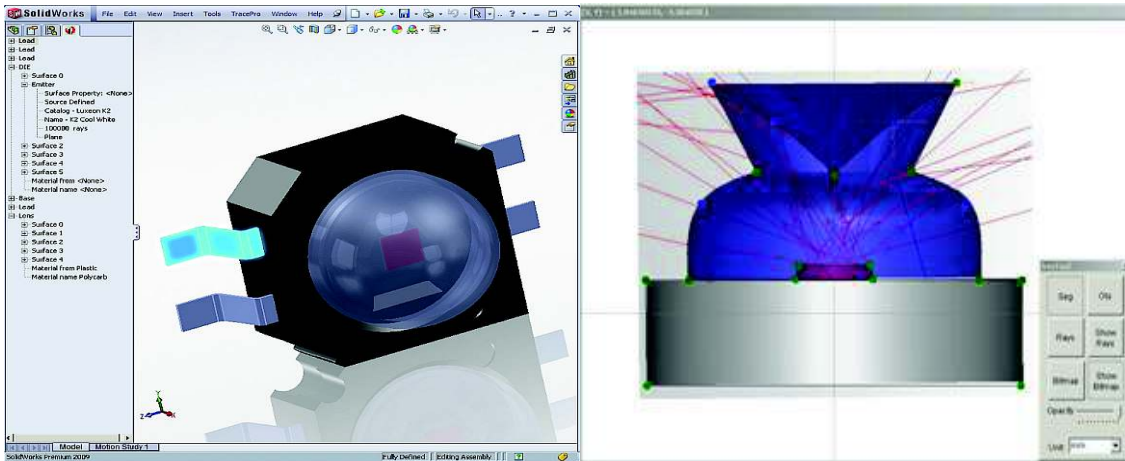 SolidWorks File Edit View Insert Tools TracePro Window Help
Lead
Lead
Lead
DIE
Surface 0
Emitter
Surface Property: <None>
Source Defined
Catalog - Luxeon K2
Name - K2 Cool White
100000 rays
Plane
Surface 2
Surface 3
Surface 4
Surface 5
Material from <None>
Material name <None>
Base
Lead
Lens
Surface 0
Surface 1
Surface 2
Surface 3
Surface 4
Material from Plastic
Material name Polycarb
Y
Z
X
Model Motion Study 1
SolidWorks Premium 2009 Fully Defined Editing Assembly
Seg Obj
Rays Show Rays
Bitmap Show Bitmap
Opacity
Unit mm